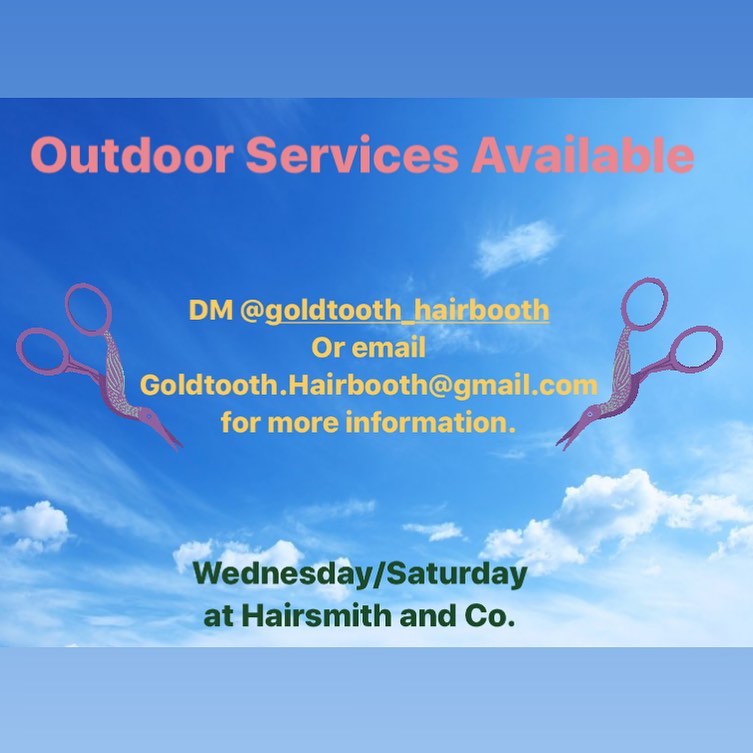 Outdoor Services Available
DM @goldtooth_hairbooth
Or email
Goldtooth.Hairbooth@gmail.com
for more information.
Wednesday/Saturday
at Hairsmith and Co.